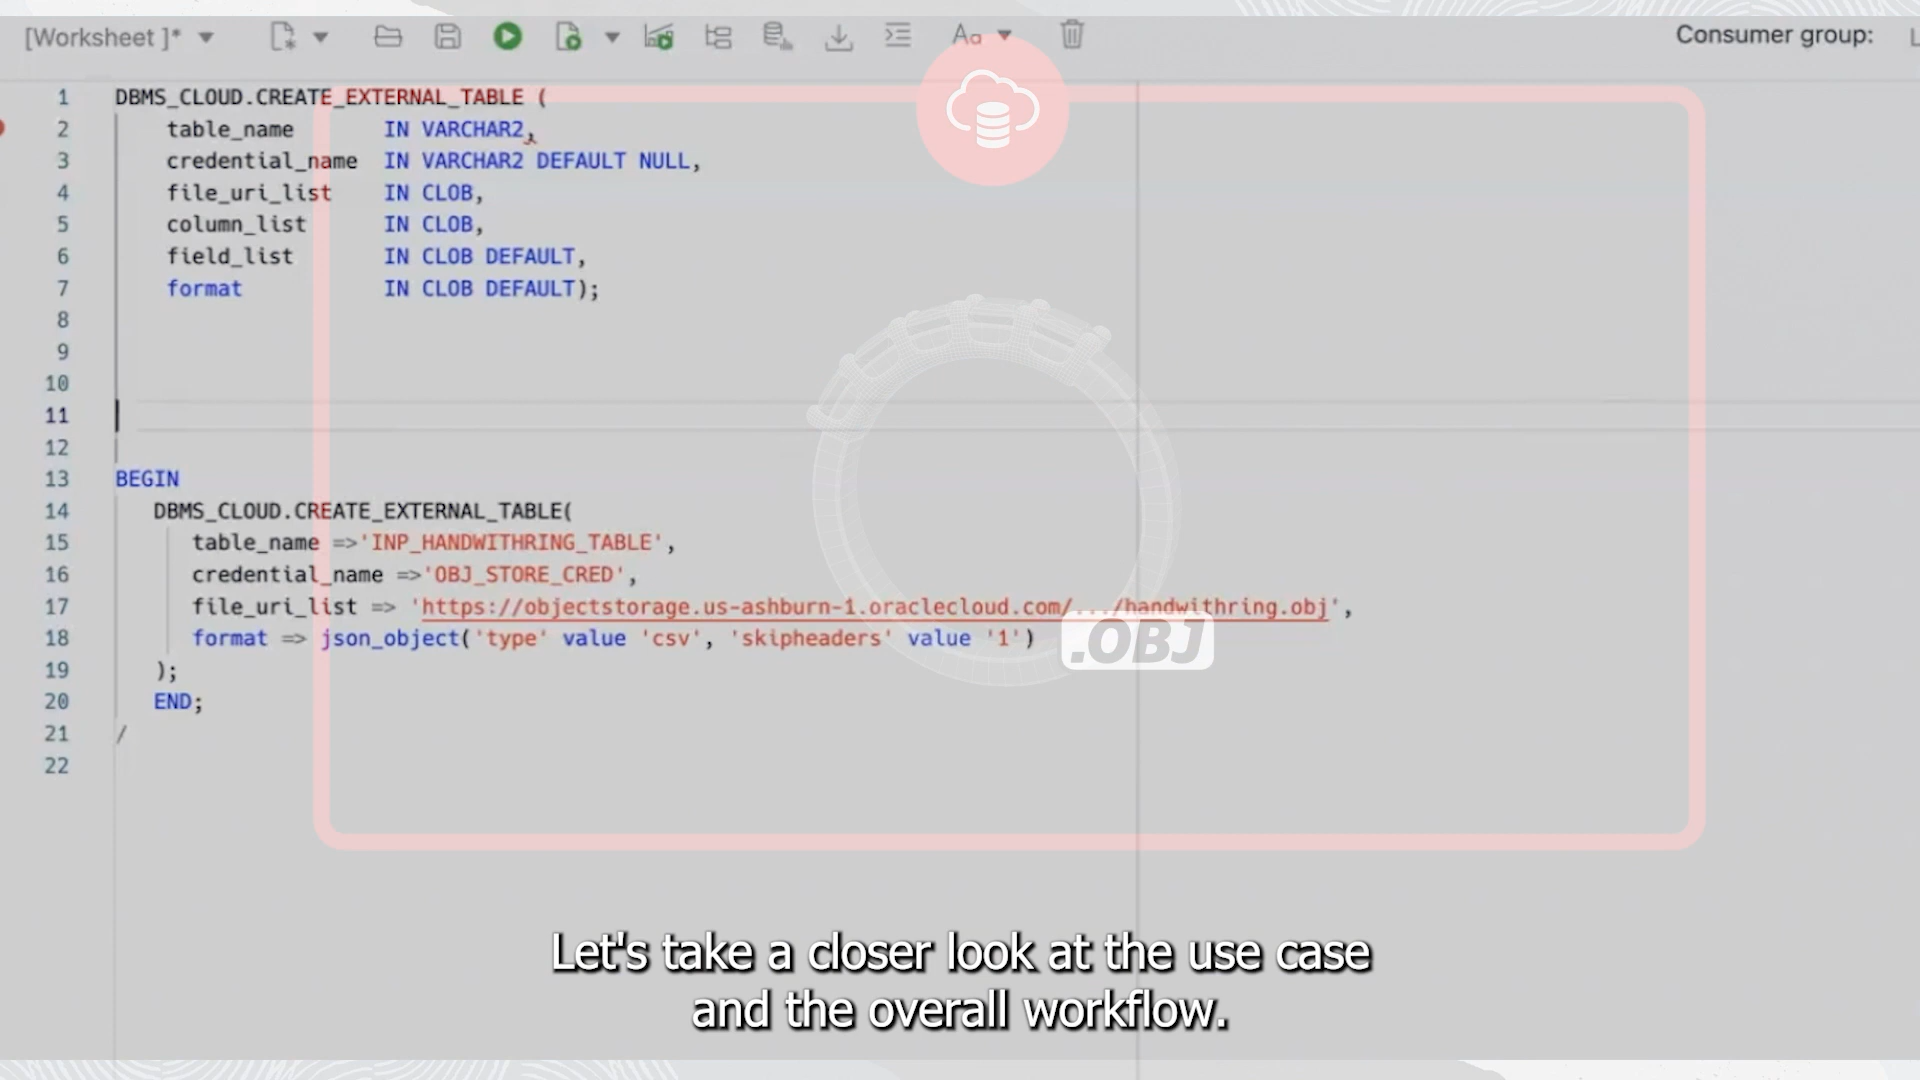 [Worksheet ]*
Aa
Consumer group:
1 DBMS_CLOUD.CREATE_EXTERNAL_TABLE (
2 table_name IN VARCHAR2,
3 credential_name IN VARCHAR2 DEFAULT NULL,
4 file_uri_list IN CLOB,
5 column_list IN CLOB,
6 field_list IN CLOB DEFAULT,
7 format IN CLOB DEFAULT);
8
9
10
11
12
13 BEGIN
14 DBMS_CLOUD.CREATE_EXTERNAL_TABLE(
15 table_name =>'INP_HANDWITHRING_TABLE',
16 credential_name =>'OBJ_STORE_CRED',
17 file_uri_list => 'https://objectstorage.us-ashburn-1.oraclecloud.com/.../handwithring.obj',
18 format => json_object('type' value 'csv', 'skipheaders' value '1')
19 );
20 END;
21 /
22
.OBJ
Let's take a closer look at the use case
and the overall workflow.